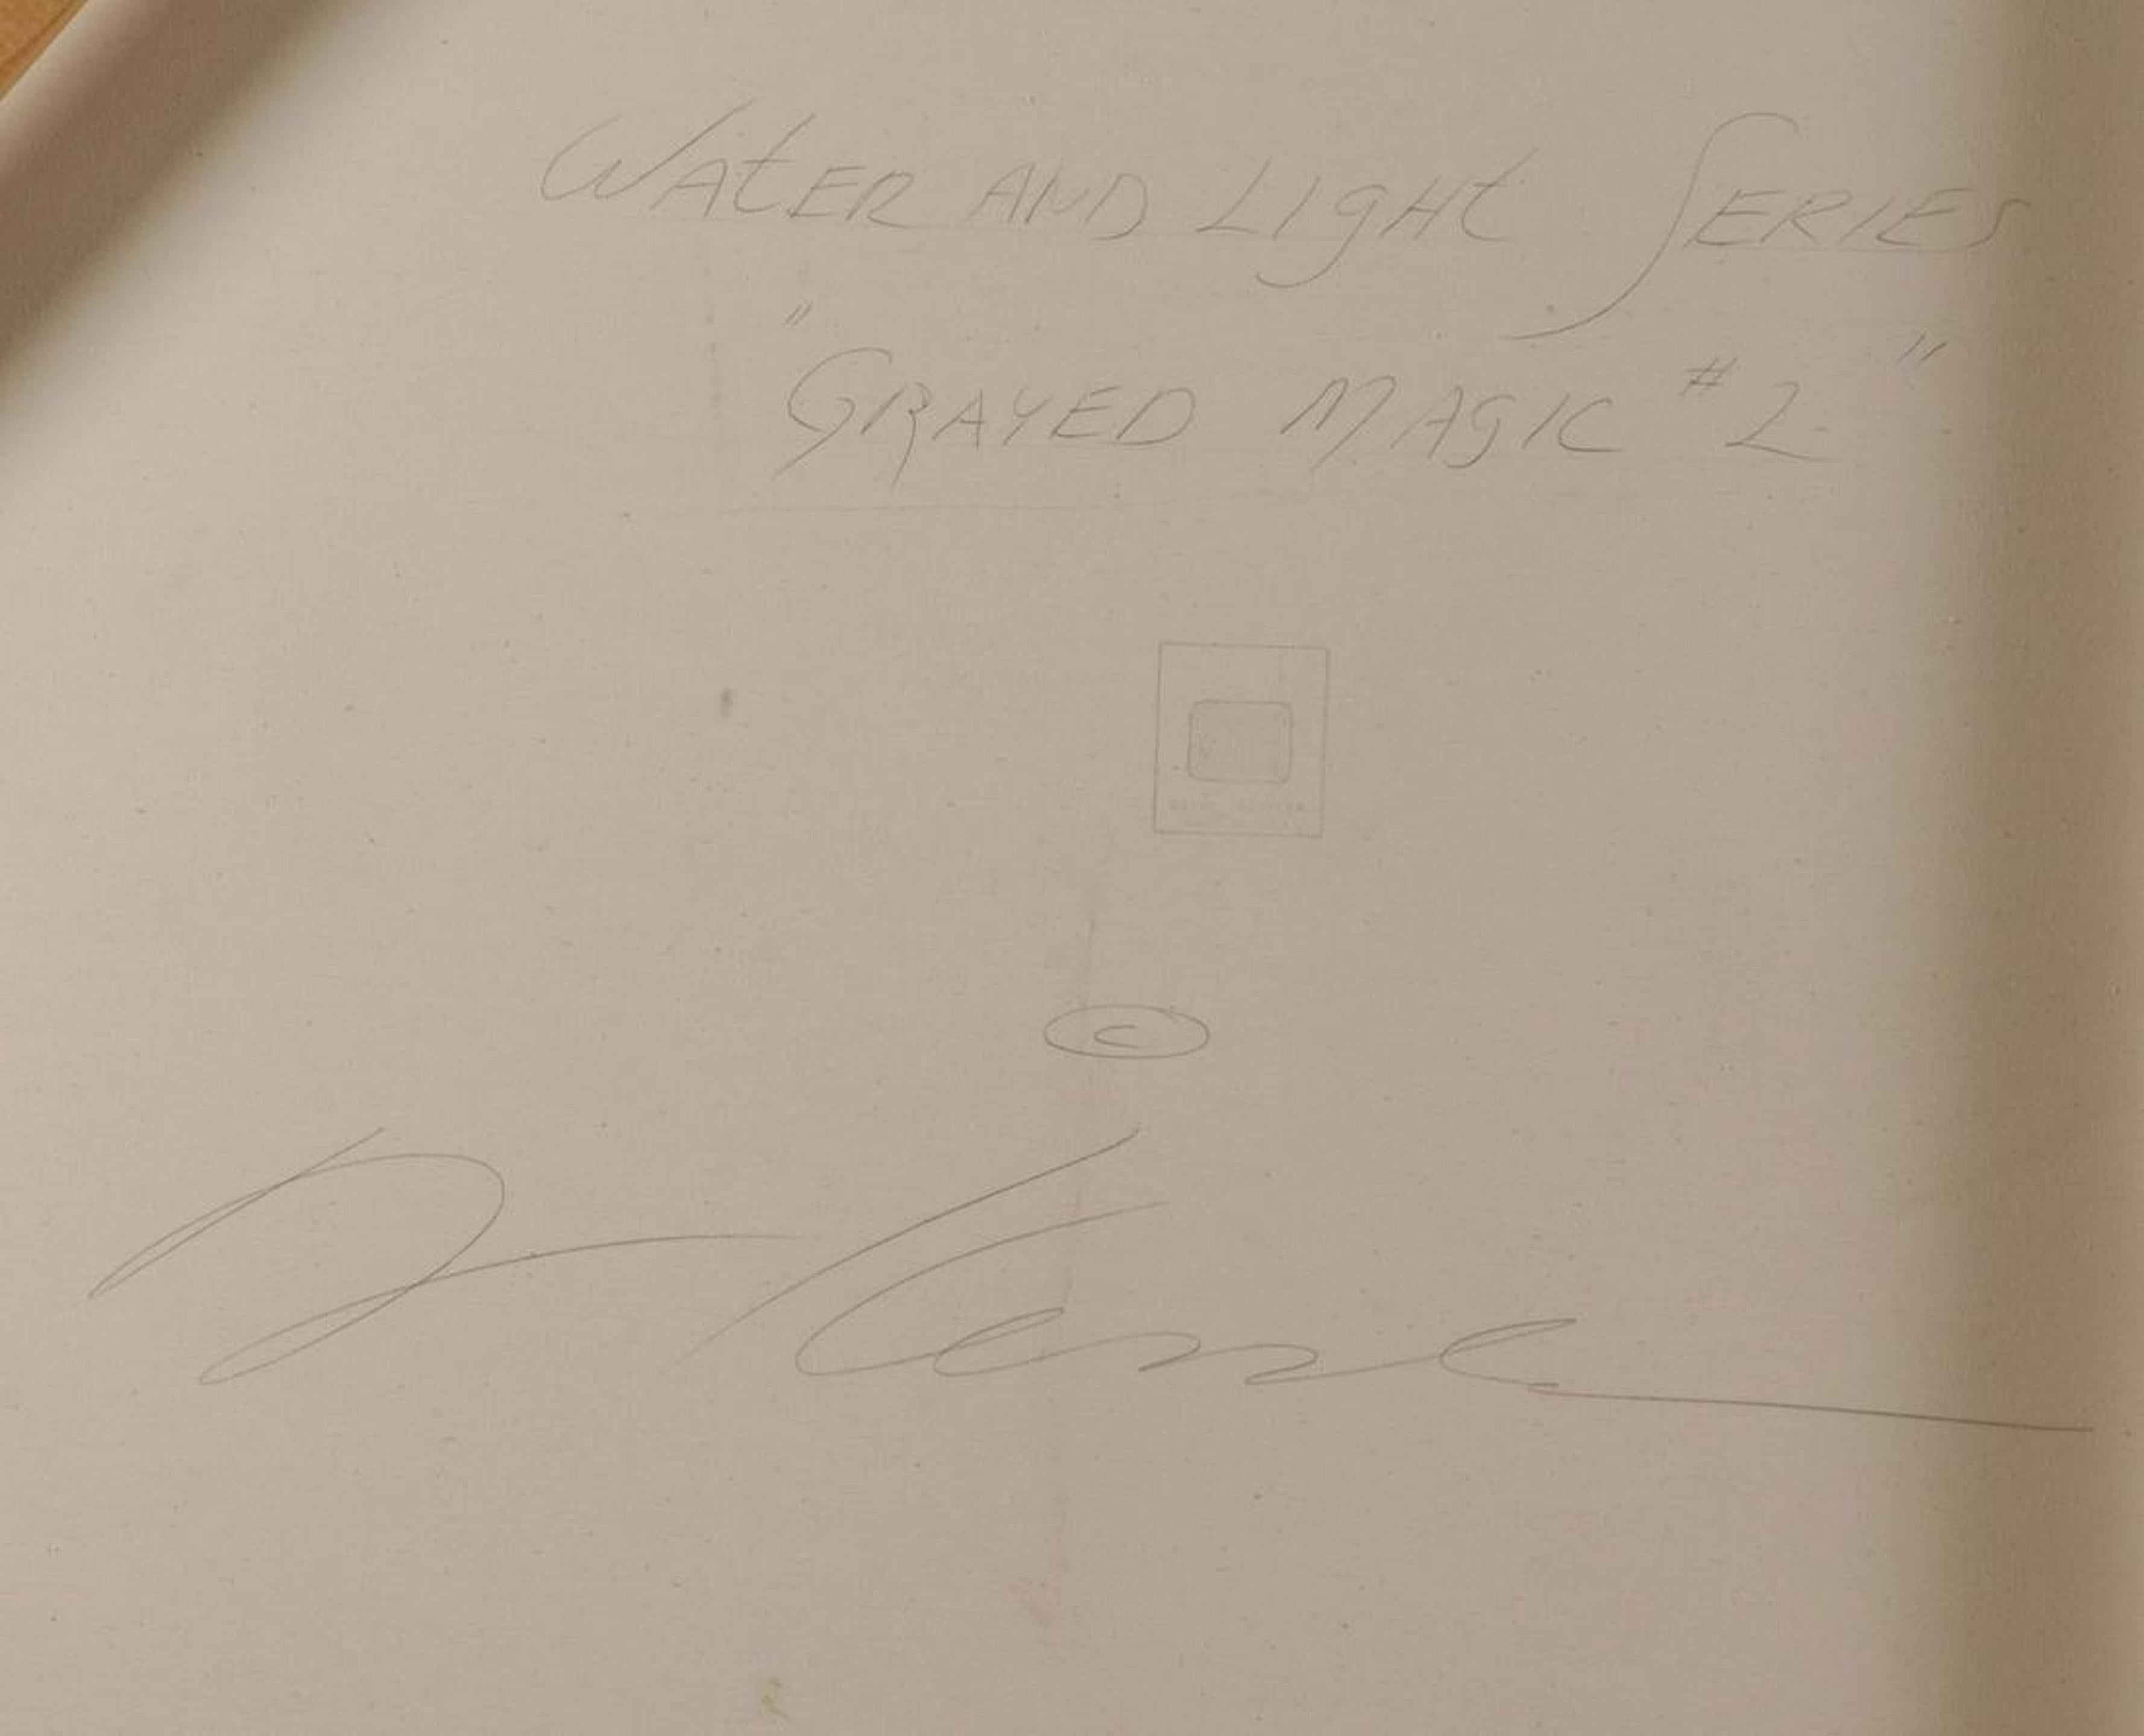 WAtER AND LIgHt SERIES
"GRAYED MAGIC #2"
©